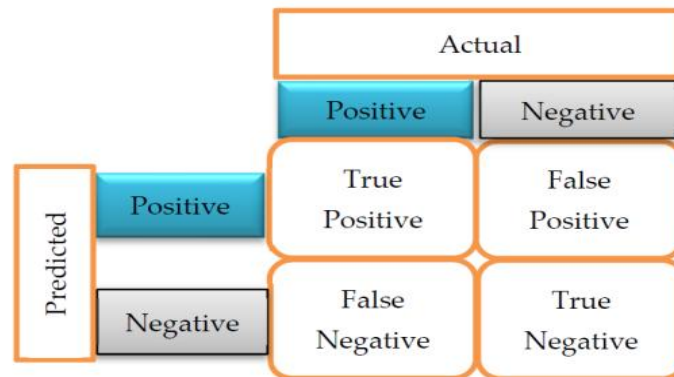 Actual
Positive
Negative
Predicted
Positive
True
Positive
False
Positive
Negative
False
Negative
True
Negative